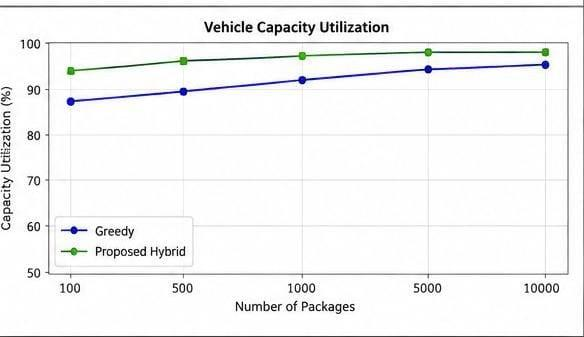 Vehicle Capacity Utilization
100
90
80
70
60
50
Capacity Utilization (%)
Greedy
Proposed Hybrid
100 500 1000 5000 10000
Number of Packages